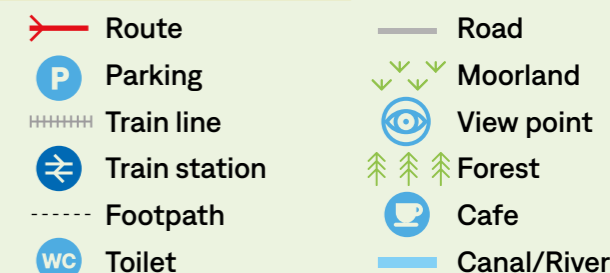 Route
P Parking
Train line
Train station
Footpath
WC Toilet
Road
Moorland
View point
Forest
Cafe
Canal/River